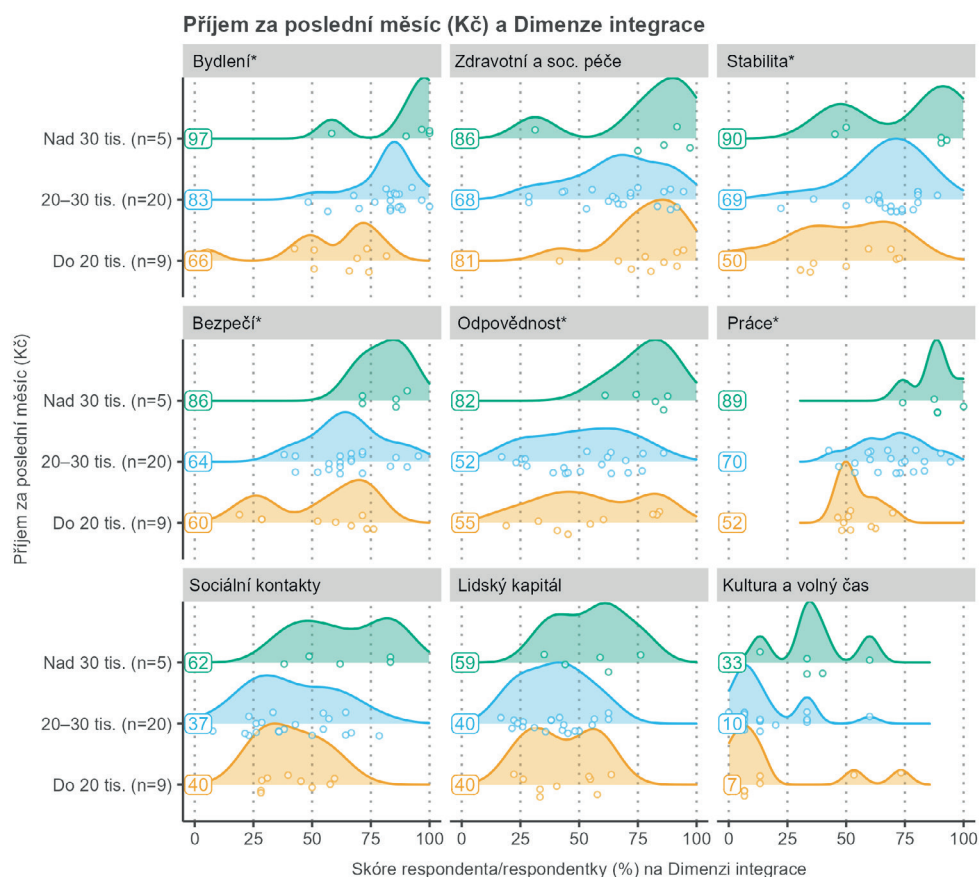 Příjem za poslední měsíc (Kč) a Dimenze integrace
Bydlení*
Zdravotní a soc. péče
Stabilita*
Nad 30 tis. (n=5)
97
86
90
20–30 tis. (n=20)
83
68
69
Do 20 tis. (n=9)
66
81
50
Bezpečí*
Odpovědnost*
Práce*
Nad 30 tis. (n=5)
86
82
89
20–30 tis. (n=20)
64
52
70
Do 20 tis. (n=9)
60
55
52
Sociální kontakty
Lidský kapitál
Kultura a volný čas
Nad 30 tis. (n=5)
62
59
33
20–30 tis. (n=20)
37
40
10
Do 20 tis. (n=9)
40
40
7
0 25 50 75 100
0 25 50 75 100
0 25 50 75 100
Příjem za poslední měsíc (Kč)
Skóre respondenta/respondentky (%) na Dimenzi integrace